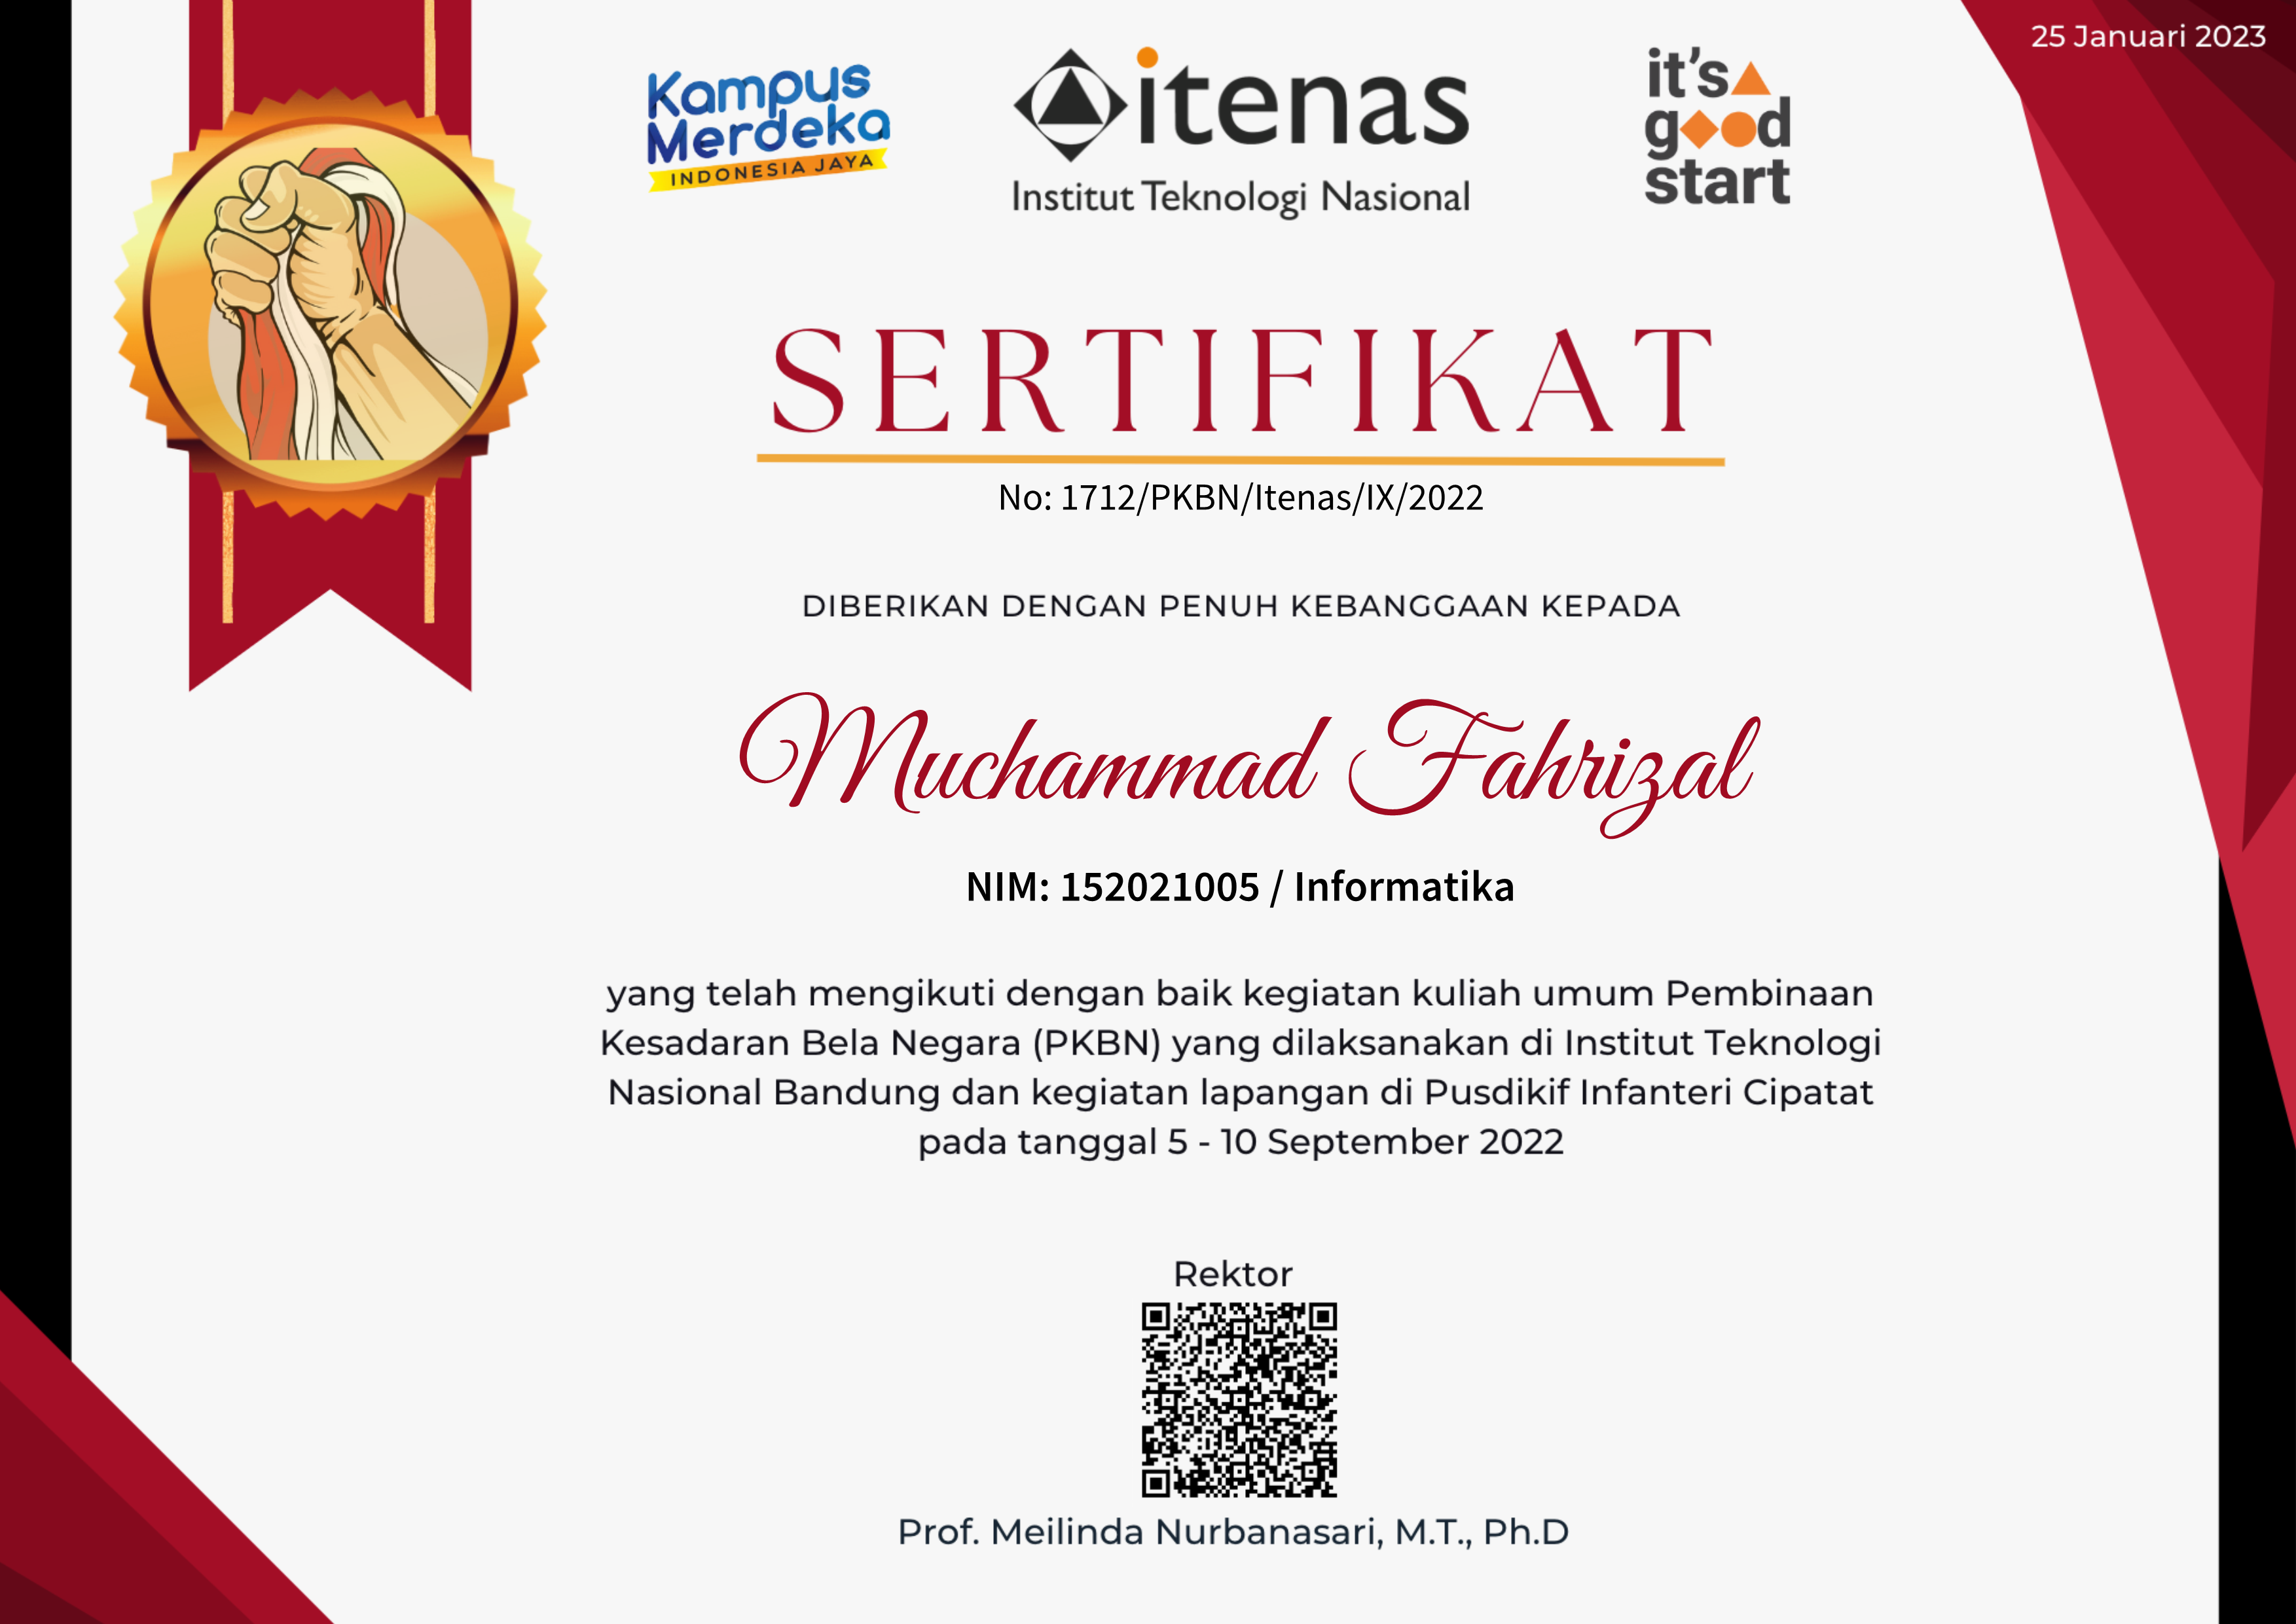 25 Januari 2023
Kampus
Merdeka
INDONESIA JAYA
itenas
Institut Teknologi Nasional
it's
good
start
SERTIFIKAT
No: 1712/PKBN/Itenas/IX/2022
DIBERIKAN DENGAN PENUH KEBANGGAAN KEPADA
Muchammad Fahrizal
NIM: 152021005 / Informatika
yang telah mengikuti dengan baik kegiatan kuliah umum Pembinaan
Kesadaran Bela Negara (PKBN) yang dilaksanakan di Institut Teknologi
Nasional Bandung dan kegiatan lapangan di Pusdikif Infanteri Cipatat
pada tanggal 5 - 10 September 2022
Rektor
Prof. Meilinda Nurbanasari, M.T., Ph.D